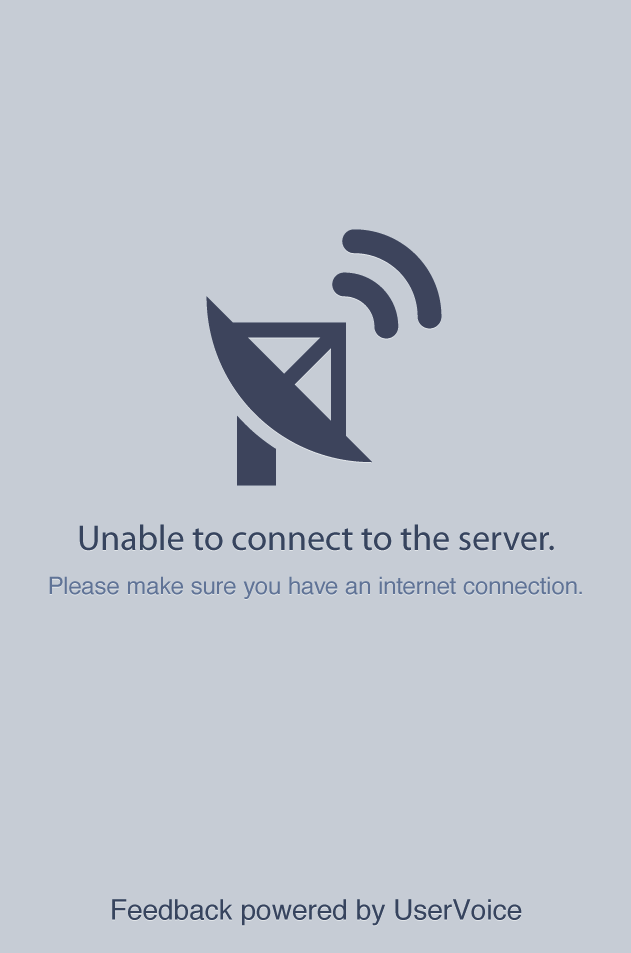 Unable to connect to the server.
Please make sure you have an internet connection.
Feedback powered by UserVoice